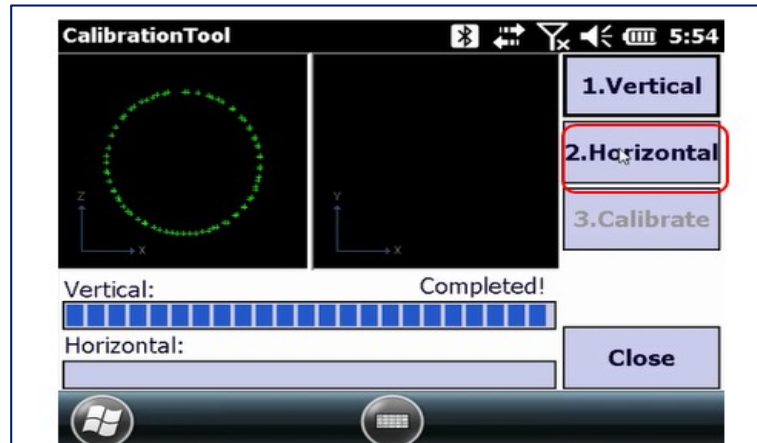 CalibrationTool 5:54
1.Vertical
2.Horizontal
3.Calibrate
Z
X
Y
X
Vertical: Completed!
Horizontal:
Close